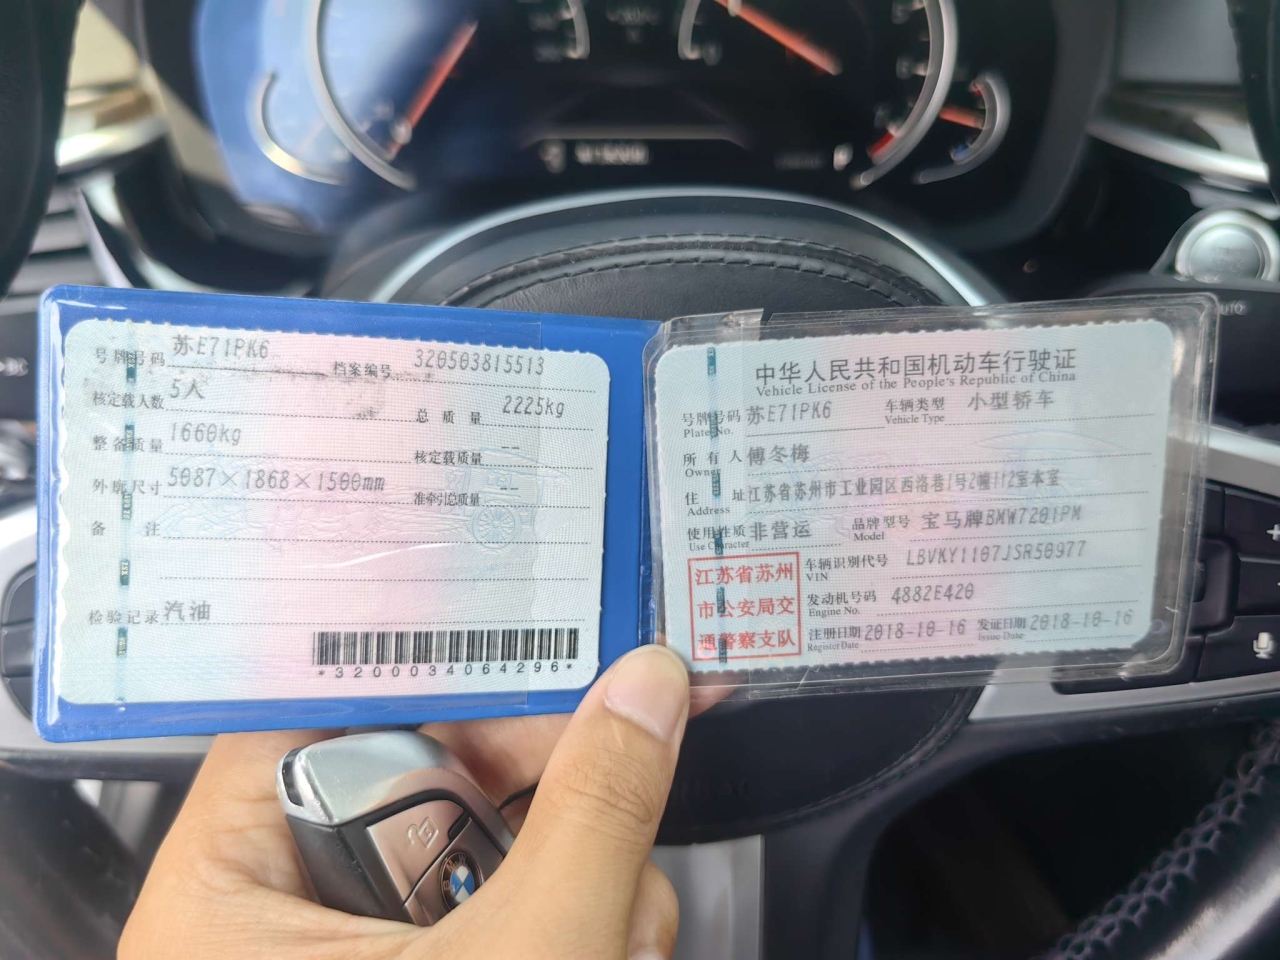 号牌号码 苏E71PK6 档案编号 320503815513
核定载人数 5人 总质量 2225kg
整备质量 1660kg 核定载质量 --
外廓尺寸 5087×1868×1500mm 准牵引总质量 --
备注
检验记录 汽油
*3200034064296*
中华人民共和国机动车行驶证
Vehicle License of the People's Republic of China
号牌号码 苏E71PK6 车辆类型 小型轿车
Plate No. Vehicle Type
所有人 傅冬梅
Owner
住址 江苏省苏州市工业园区西洛巷1号2幢112室本室
Address
使用性质 非营运 品牌型号 宝马牌BMW7201PM
Use Character Model
江苏省苏州
市公安局交
通警察支队
车辆识别代号 LBVKY1107JSR50977
VIN
发动机号码 4882E420
Engine No.
注册日期 2018-10-16 发证日期 2018-10-16
Register Date Issue Date
AUTO